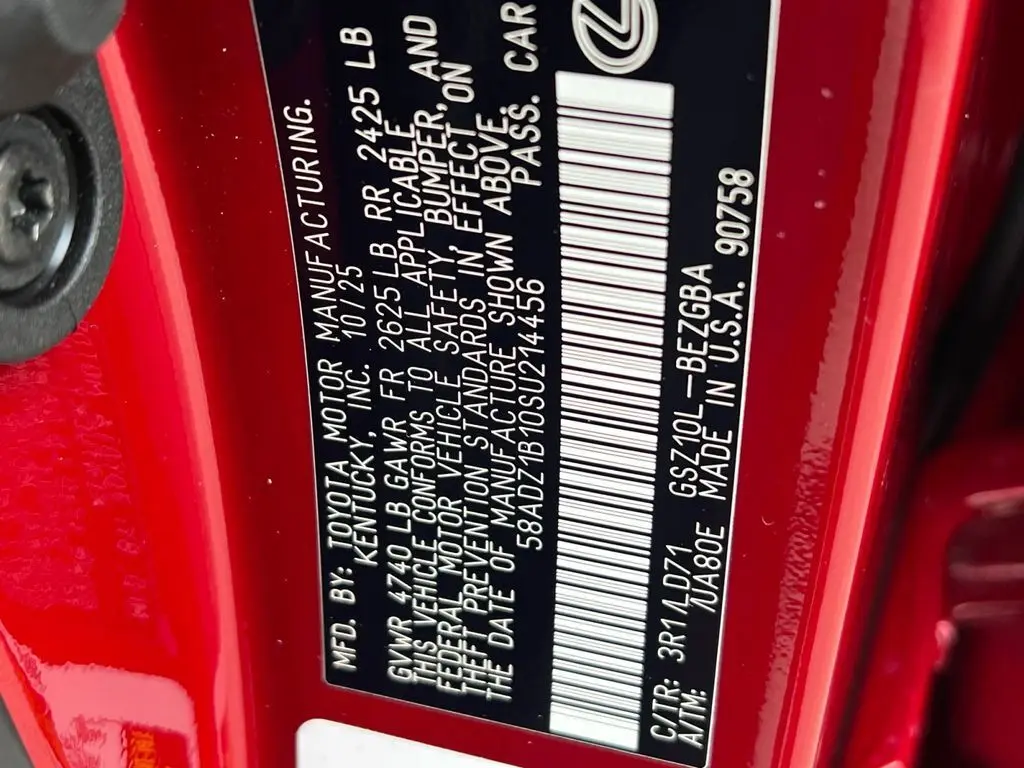 MFD. BY: TOYOTA MOTOR MANUFACTURING.
KENTUCKY, INC. 10/25
GVWR 4740 LB GAWR FR 2625 LB RR 2425 LB
THIS VEHICLE CONFORMS TO ALL APPLICABLE
FEDERAL MOTOR VEHICLE SAFETY, BUMPER, AND
THEFT PREVENTION STANDARDS IN EFFECT ON
THE DATE OF MANUFACTURE SHOWN ABOVE.
58ADZ1B10SU214456 PASS. CAR
C/TR: 3R1/LD71 GSZ10L-BEZGBA
A/TM: /UA80E MADE IN U.S.A. 90758